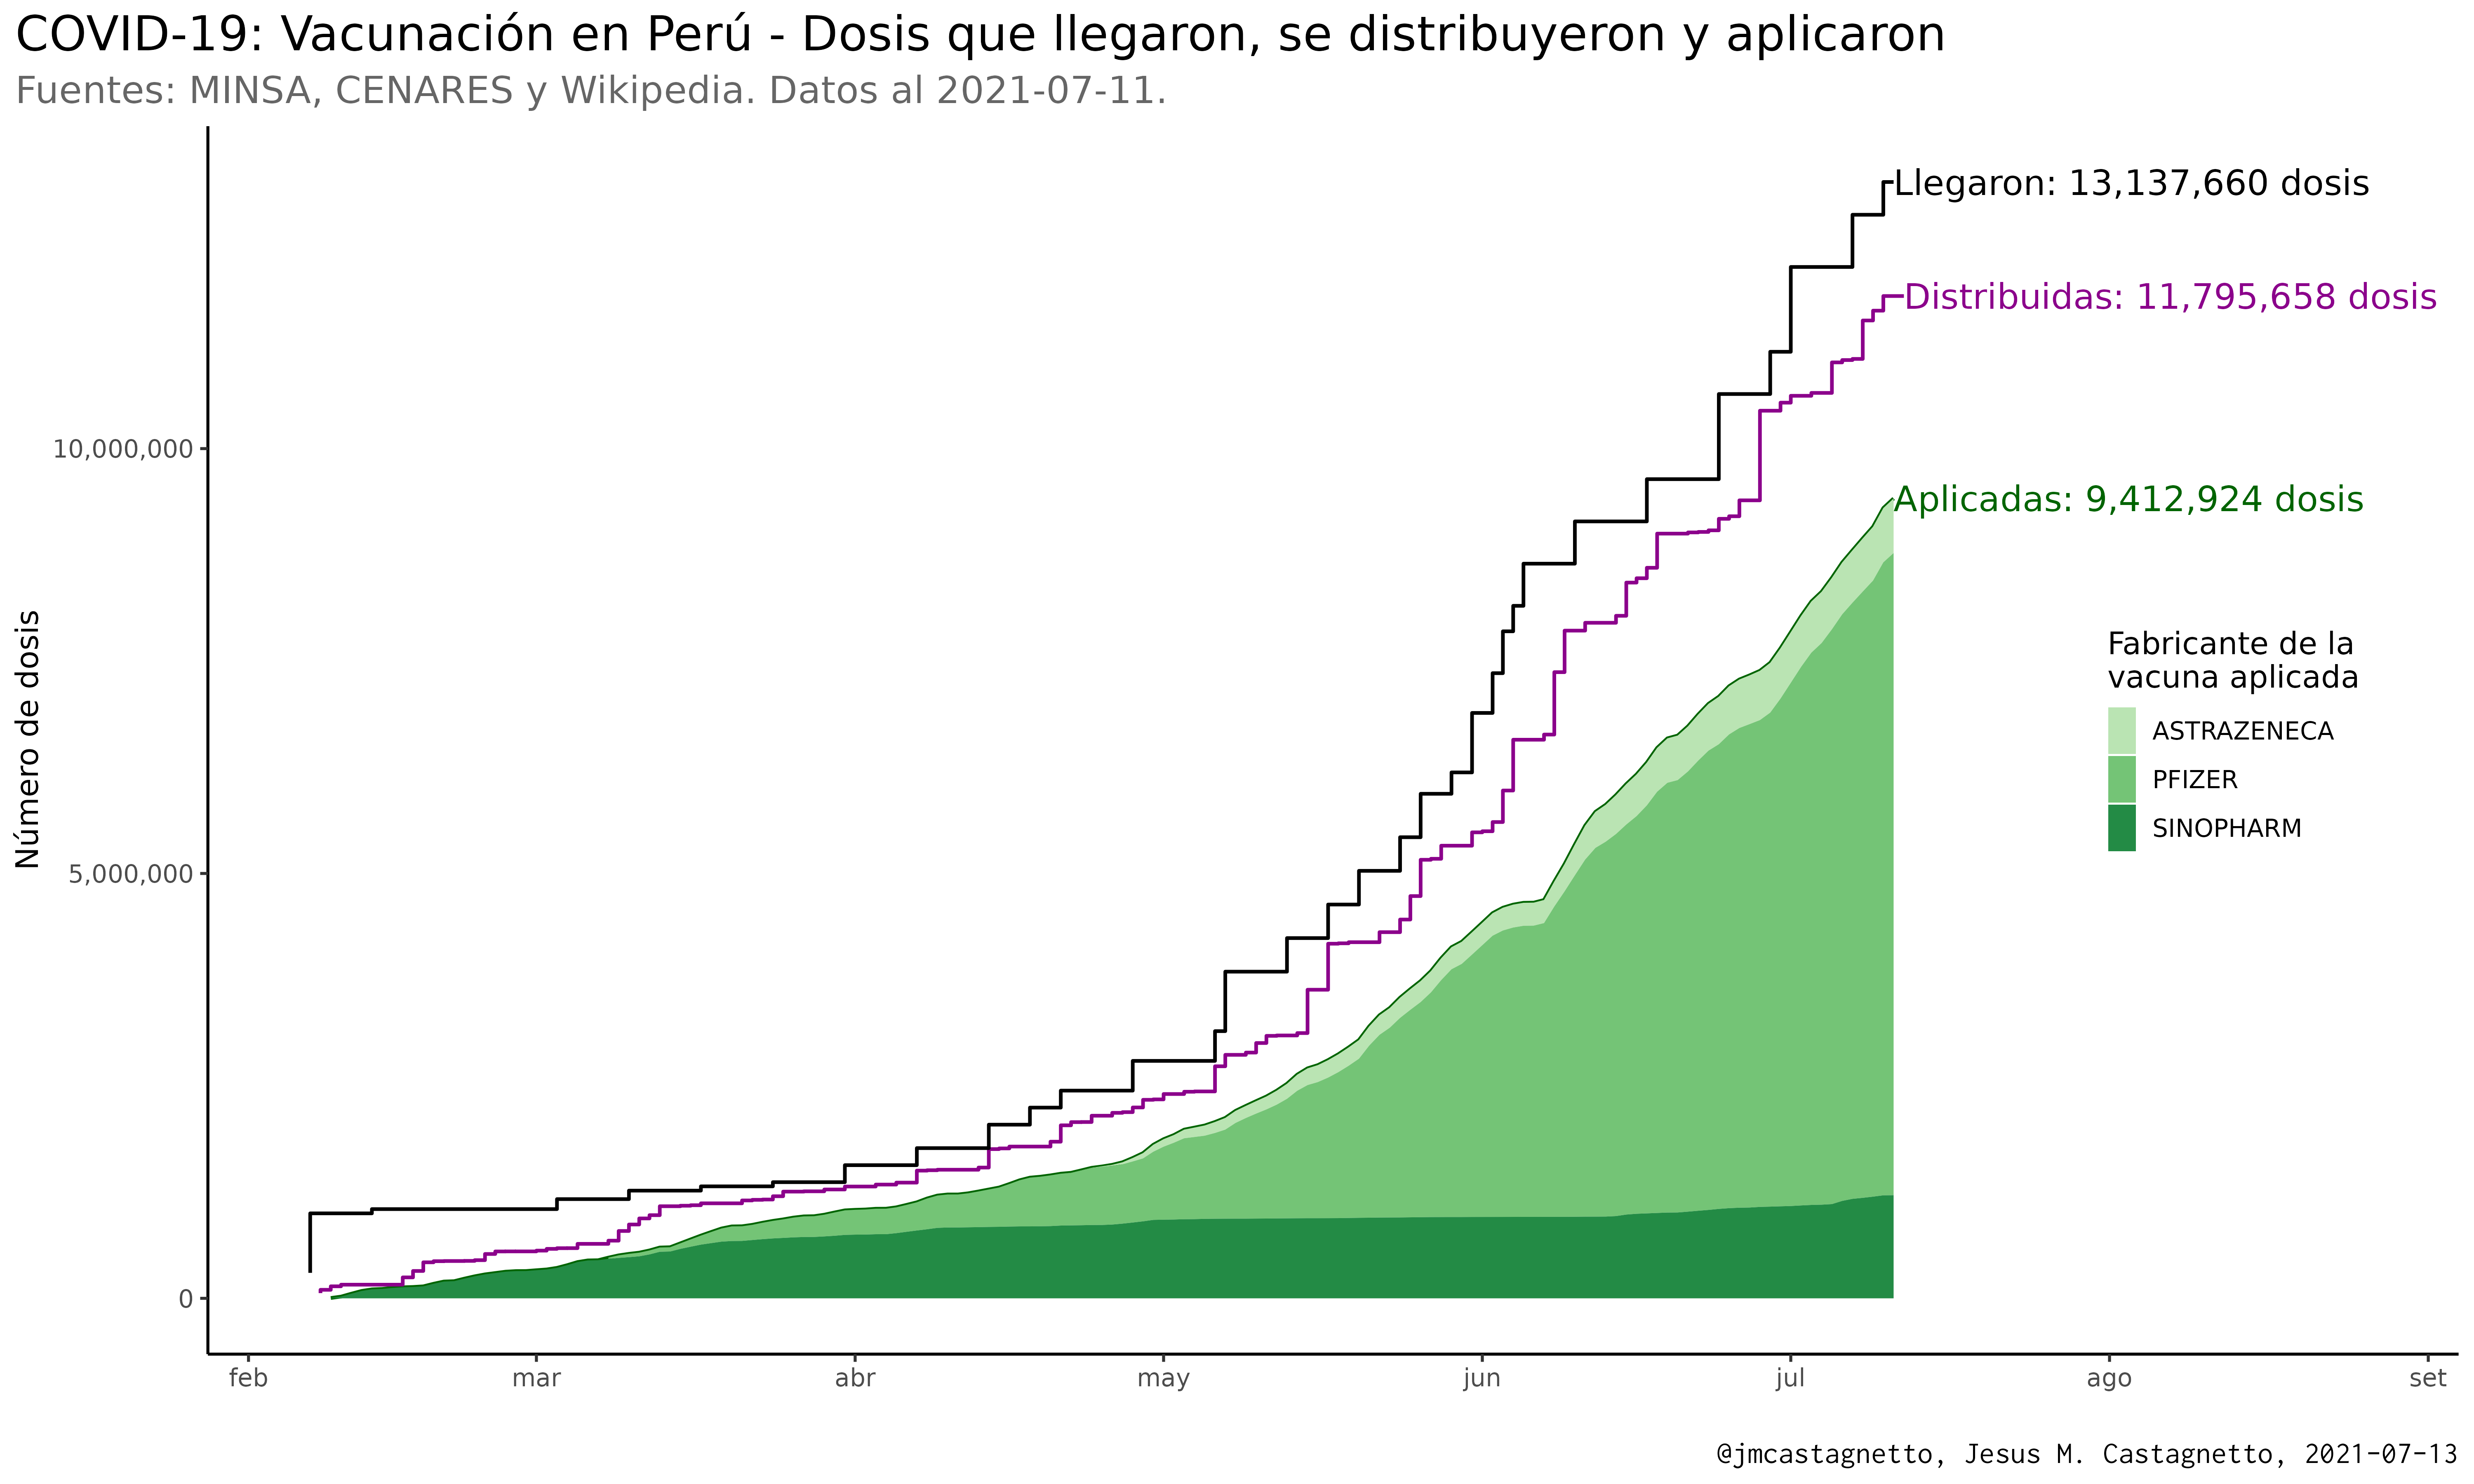 COVID-19: Vacunación en Perú - Dosis que llegaron, se distribuyeron y aplicaron
Fuentes: MINSA, CENARES y Wikipedia. Datos al 2021-07-11.
Llegaron: 13,137,660 dosis
Distribuidas: 11,795,658 dosis
10,000,000
Aplicadas: 9,412,924 dosis
Número de dosis
Fabricante de la
vacuna aplicada
ASTRAZENECA
PFIZER
SINOPHARM
5,000,000
0
feb mar abr may jun jul ago set
@jmcastagnetto, Jesus M. Castagnetto, 2021-07-13